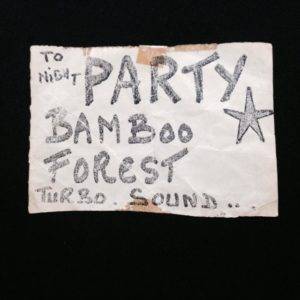 TO NiGHT PARTY
BAMBOO
FOREST
TURBO. SOUND...